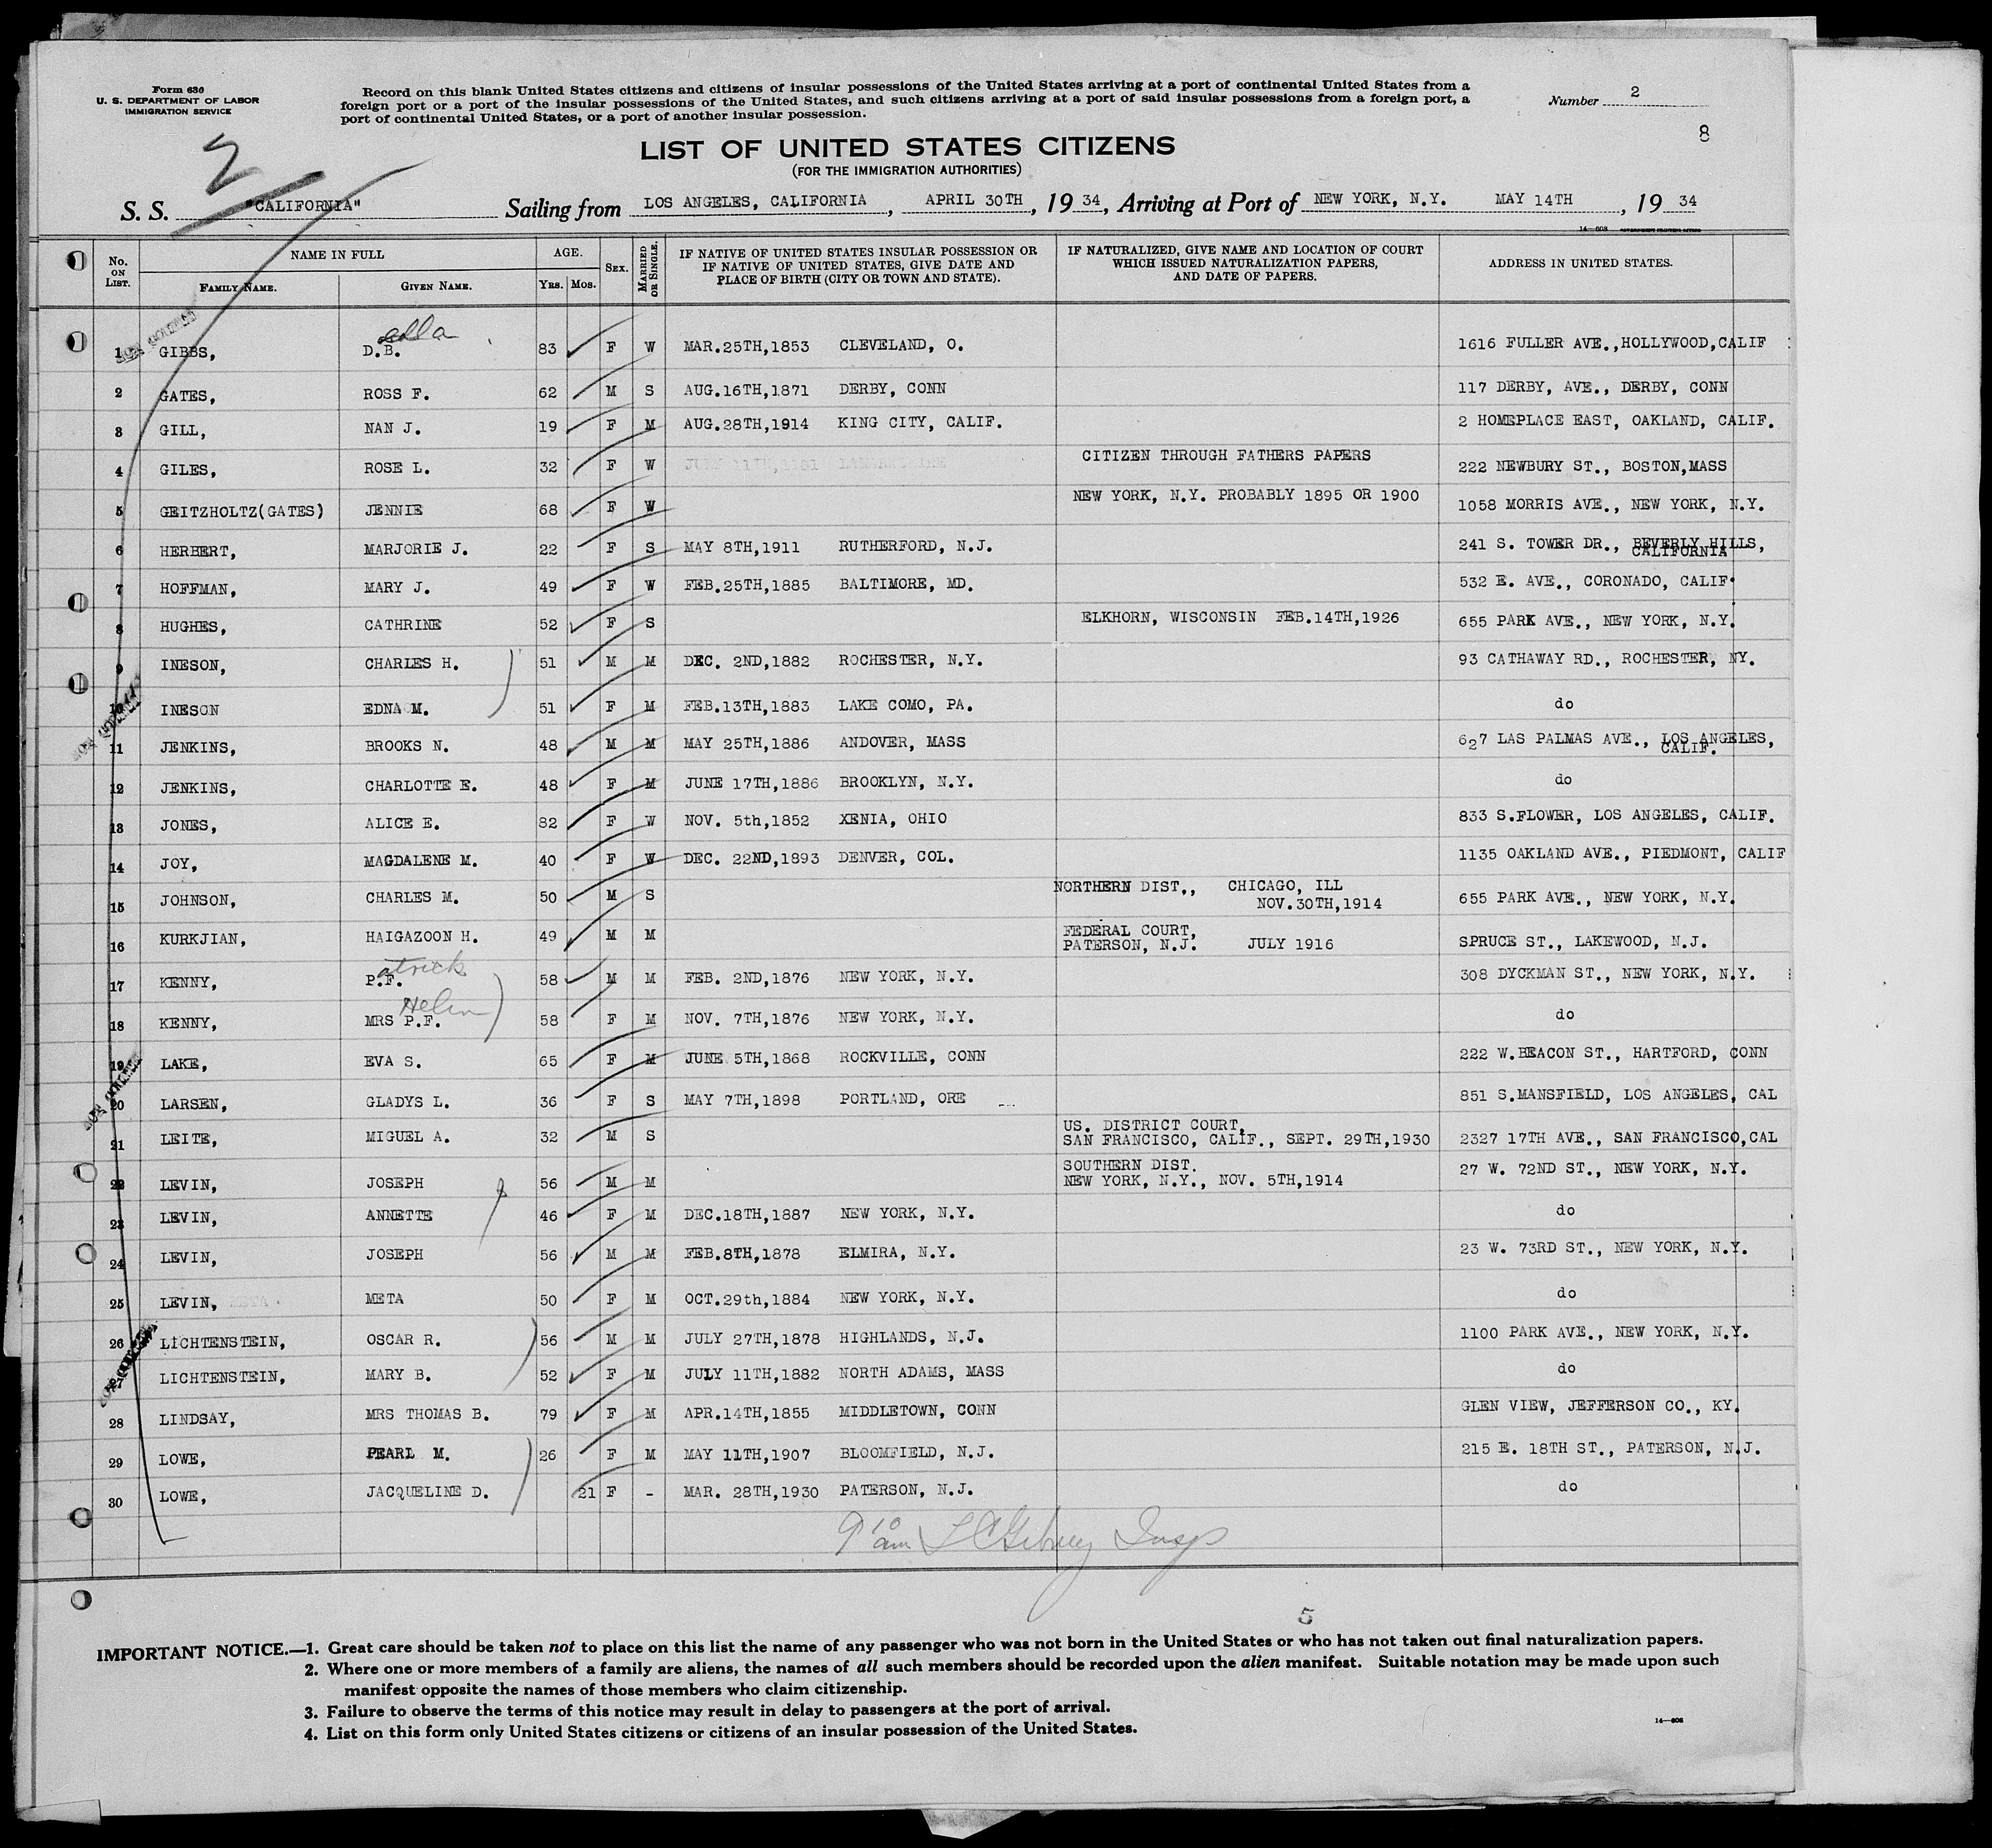 Form 630
U. S. DEPARTMENT OF LABOR
IMMIGRATION SERVICE
Record on this blank United States citizens and citizens of insular possessions of the United States arriving at a port of continental United States from a
foreign port or a port of the insular possessions of the United States, and such citizens arriving at a port of said insular possessions from a foreign port, a
port of continental United States, or a port of another insular possession.
Number 2
8
2
LIST OF UNITED STATES CITIZENS
(FOR THE IMMIGRATION AUTHORITIES)
S. S. "CALIFORNIA" Sailing from LOS ANGELES, CALIFORNIA, APRIL 30TH, 1934, Arriving at Port of NEW YORK, N.Y. MAY 14TH, 1934
14—608
No. ON LIST. NAME IN FULL FAMILY NAME. GIVEN NAME. AGE. YRS. MOS. SEX. MARRIED OR SINGLE. IF NATIVE OF UNITED STATES INSULAR POSSESSION OR IF NATIVE OF UNITED STATES, GIVE DATE AND PLACE OF BIRTH (CITY OR TOWN AND STATE). IF NATURALIZED, GIVE NAME AND LOCATION OF COURT WHICH ISSUED NATURALIZATION PAPERS, AND DATE OF PAPERS. ADDRESS IN UNITED STATES.
1 GIBBS, D.B. 83 F W MAR.25TH,1853 CLEVELAND, O. 1616 FULLER AVE.,HOLLYWOOD,CALIF
2 GATES, ROSS F. 62 M S AUG.16TH,1871 DERBY, CONN 117 DERBY, AVE., DERBY, CONN
3 GILL, NAN J. 19 F M AUG.28TH,1914 KING CITY, CALIF. 2 HOMEPLACE EAST, OAKLAND, CALIF.
4 GILES, ROSE L. 32 F W CITIZEN THROUGH FATHERS PAPERS 222 NEWBURY ST., BOSTON,MASS
5 GEITZHOLTZ(GATES) JENNIE 68 F W NEW YORK, N.Y. PROBABLY 1895 OR 1900 1058 MORRIS AVE., NEW YORK, N.Y.
6 HERBERT, MARJORIE J. 22 F S MAY 8TH,1911 RUTHERFORD, N.J. 241 S. TOWER DR., BEVERLY HILLS,
CALIFORNIA
7 HOFFMAN, MARY J. 49 F W FEB.25TH,1885 BALTIMORE, MD. 532 E. AVE., CORONADO, CALIF.
8 HUGHES, CATHRINE 52 F S ELKHORN, WISCONSIN FEB.14TH,1926 655 PARK AVE., NEW YORK, N.Y.
9 INESON, CHARLES H. 51 M M DEC. 2ND,1882 ROCHESTER, N.Y. 93 CATHAWAY RD., ROCHESTER, NY.
10 INESON EDNA M. 51 F M FEB.13TH,1883 LAKE COMO, PA. do
11 JENKINS, BROOKS N. 48 M M MAY 25TH,1886 ANDOVER, MASS 627 LAS PALMAS AVE., LOS ANGELES,
CALIF.
12 JENKINS, CHARLOTTE E. 48 F M JUNE 17TH,1886 BROOKLYN, N.Y. do
13 JONES, ALICE E. 82 F W NOV. 5th,1852 XENIA, OHIO 833 S.FLOWER, LOS ANGELES, CALIF.
14 JOY, MAGDALENE M. 40 F W DEC. 22ND,1893 DENVER, COL. 1135 OAKLAND AVE., PIEDMONT, CALIF
15 JOHNSON, CHARLES M. 50 M S NORTHERN DIST., CHICAGO, ILL
NOV.30TH,1914 655 PARK AVE., NEW YORK, N.Y.
16 KURKJIAN, HAIGAZOON H. 49 M M FEDERAL COURT,
PATERSON, N.J. JULY 1916 SPRUCE ST., LAKEWOOD, N.J.
atrick
17 KENNY, P.F. 58 M M FEB. 2ND,1876 NEW YORK, N.Y. 308 DYCKMAN ST., NEW YORK, N.Y.
Helen
18 KENNY, MRS P.F. 58 F M NOV. 7TH,1876 NEW YORK, N.Y. do
19 LAKE, EVA S. 65 F M JUNE 5TH,1868 ROCKVILLE, CONN 222 W.BEACON ST., HARTFORD, CONN
20 LARSEN, GLADYS L. 36 F S MAY 7TH,1898 PORTLAND, ORE 851 S.MANSFIELD, LOS ANGELES, CAL
21 LEITE, MIGUEL A. 32 M S US. DISTRICT COURT,
SAN FRANCISCO, CALIF., SEPT. 29TH,1930 2327 17TH AVE., SAN FRANCISCO,CAL
22 LEVIN, JOSEPH 56 M M SOUTHERN DIST.
NEW YORK, N.Y., NOV. 5TH,1914 27 W. 72ND ST., NEW YORK, N.Y.
23 LEVIN, ANNETTE 46 F M DEC.18TH,1887 NEW YORK, N.Y. do
24 LEVIN, JOSEPH 56 M M FEB.8TH,1878 ELMIRA, N.Y. 23 W. 73RD ST., NEW YORK, N.Y.
25 LEVIN, META 50 F M OCT.29th,1884 NEW YORK, N.Y. do
26 LICHTENSTEIN, OSCAR R. 56 M M JULY 27TH,1878 HIGHLANDS, N.J. 1100 PARK AVE., NEW YORK, N.Y.
27 LICHTENSTEIN, MARY B. 52 F M JULY 11TH,1882 NORTH ADAMS, MASS do
28 LINDSAY, MRS THOMAS B. 79 F M APR.14TH,1855 MIDDLETOWN, CONN GLEN VIEW, JEFFERSON CO., KY.
29 LOWE, PEARL M. 26 F M MAY 11TH,1907 BLOOMFIELD, N.J. 215 E. 18TH ST., PATERSON, N.J.
30 LOWE, JACQUELINE D. 21 F - MAR. 28TH,1930 PATERSON, N.J. do
9 10 am Insp
5
IMPORTANT NOTICE.—1. Great care should be taken not to place on this list the name of any passenger who was not born in the United States or who has not taken out final naturalization papers.
2. Where one or more members of a family are aliens, the names of all such members should be recorded upon the alien manifest. Suitable notation may be made upon such
manifest opposite the names of those members who claim citizenship.
3. Failure to observe the terms of this notice may result in delay to passengers at the port of arrival.
4. List on this form only United States citizens or citizens of an insular possession of the United States.
14—608